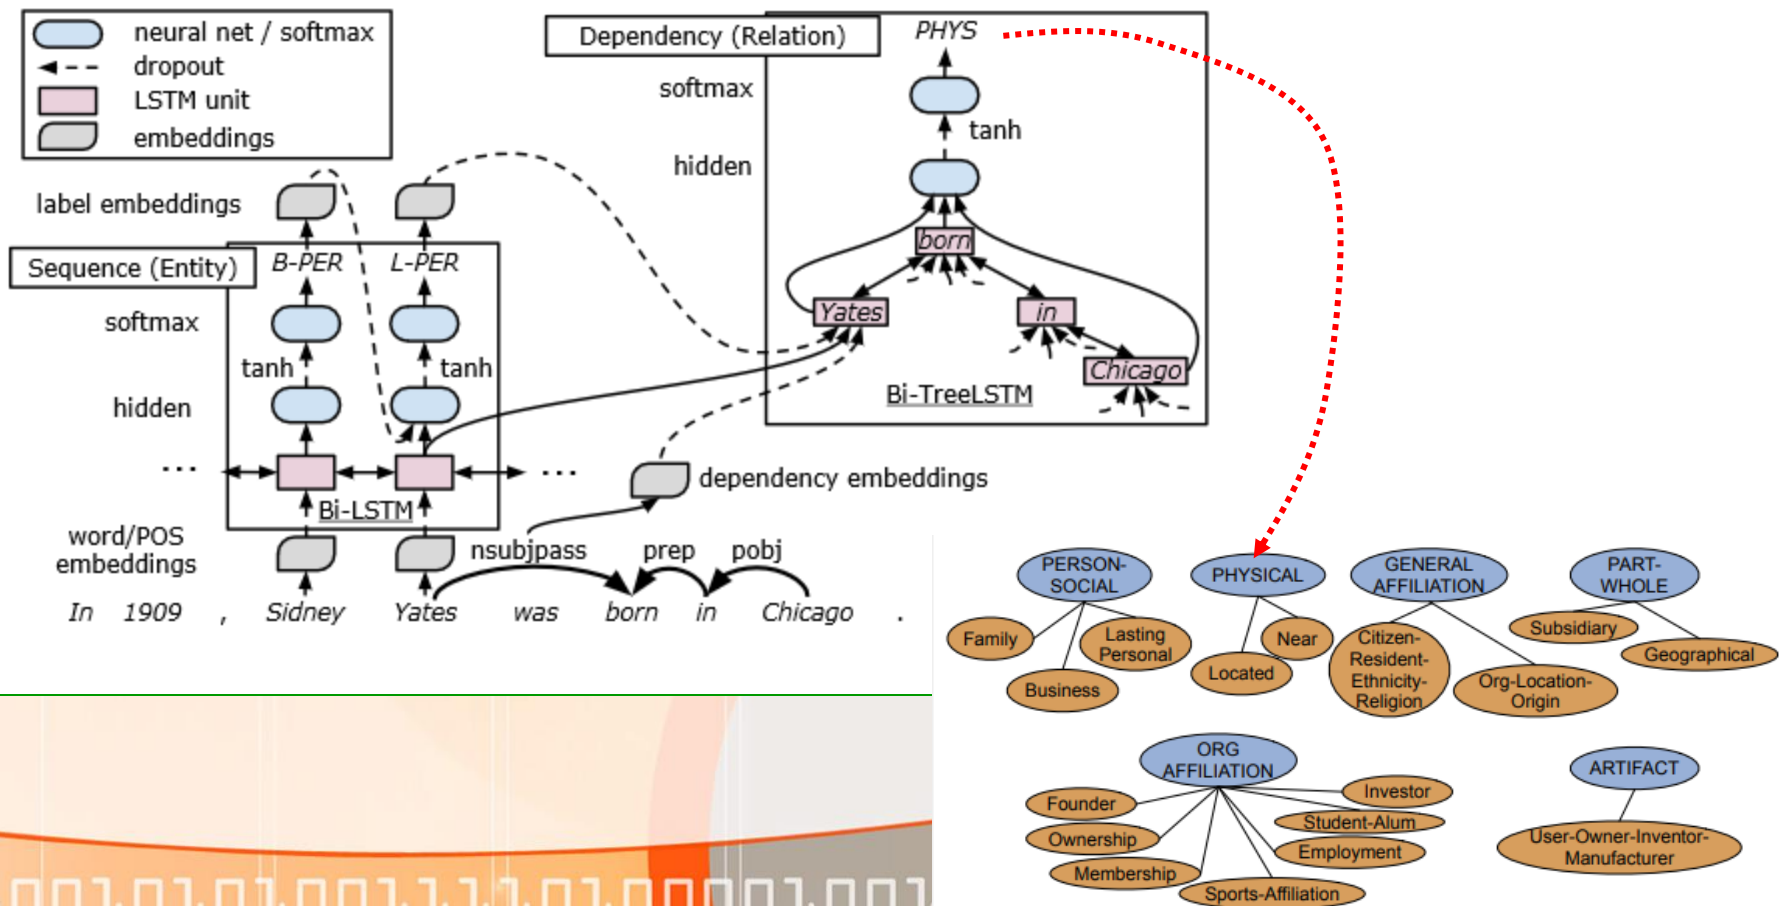 neural net / softmax
dropout
LSTM unit
embeddings
Dependency (Relation)
PHYS
softmax
tanh
hidden
born
Yates
in
Chicago
Bi-TreeLSTM
label embeddings
Sequence (Entity)
B-PER
L-PER
softmax
tanh
tanh
hidden
...
...
Bi-LSTM
dependency embeddings
word/POS
embeddings
nsubjpass
prep
pobj
In 1909 , Sidney Yates was born in Chicago .
PERSON-
SOCIAL
Family
Lasting
Personal
Business
PHYSICAL
Near
Located
GENERAL
AFFILIATION
Citizen-
Resident-
Ethnicity-
Religion
Org-Location-
Origin
PART-
WHOLE
Subsidiary
Geographical
ORG
AFFILIATION
Founder
Ownership
Membership
Sports-Affiliation
Employment
Student-Alum
Investor
ARTIFACT
User-Owner-Inventor-
Manufacturer